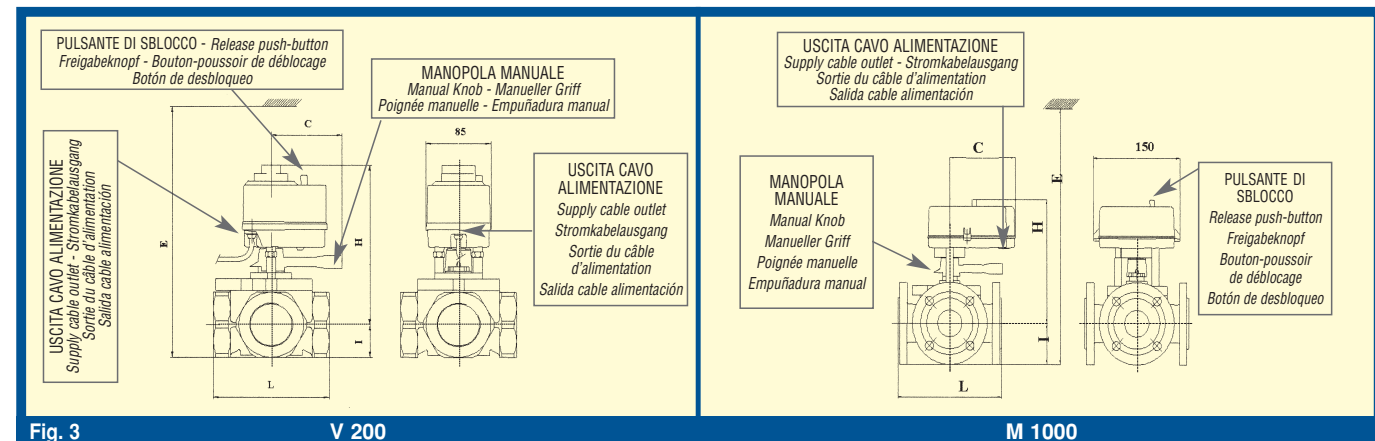 PULSANTE DI SBLOCCO - Release push-button
Freigabeknopf - Bouton-poussoir de déblocage
Botón de desbloqueo
MANOPOLA MANUALE
Manual Knob - Manueller Griff
Poignée manuelle - Empuñadura manual
USCITA CAVO ALIMENTAZIONE
Supply cable outlet - Stromkabelausgang
Sortie du câble d'alimentation
Salida cable alimentación
C
E
H
I
L
85
USCITA CAVO
ALIMENTAZIONE
Supply cable outlet
Stromkabelausgang
Sortie du câble
d'alimentation
Salida cable alimentación
USCITA CAVO ALIMENTAZIONE
Supply cable outlet - Stromkabelausgang
Sortie du câble d'alimentation
Salida cable alimentación
MANOPOLA
MANUALE
Manual Knob
Manueller Griff
Poignée manuelle
Empuñadura manual
C
E
H
I
L
150
PULSANTE DI
SBLOCCO
Release push-button
Freigabeknopf
Bouton-poussoir
de déblocage
Botón de desbloqueo
Fig. 3 V 200 M 1000